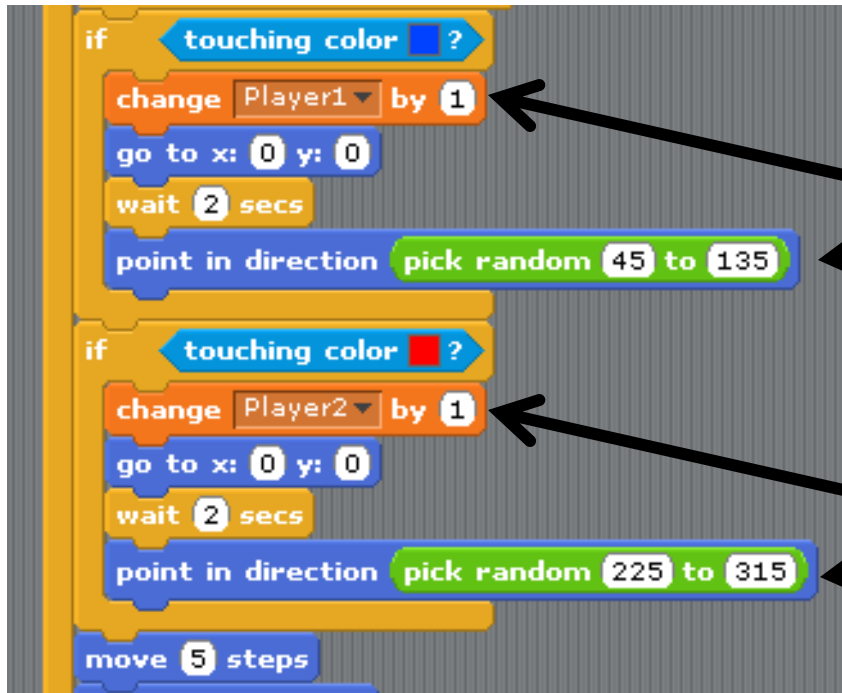 if touching color ?
change Player1 by 1
go to x: 0 y: 0
wait 2 secs
point in direction pick random 45 to 135
if touching color ?
change Player2 by 1
go to x: 0 y: 0
wait 2 secs
point in direction pick random 225 to 315
move 5 steps